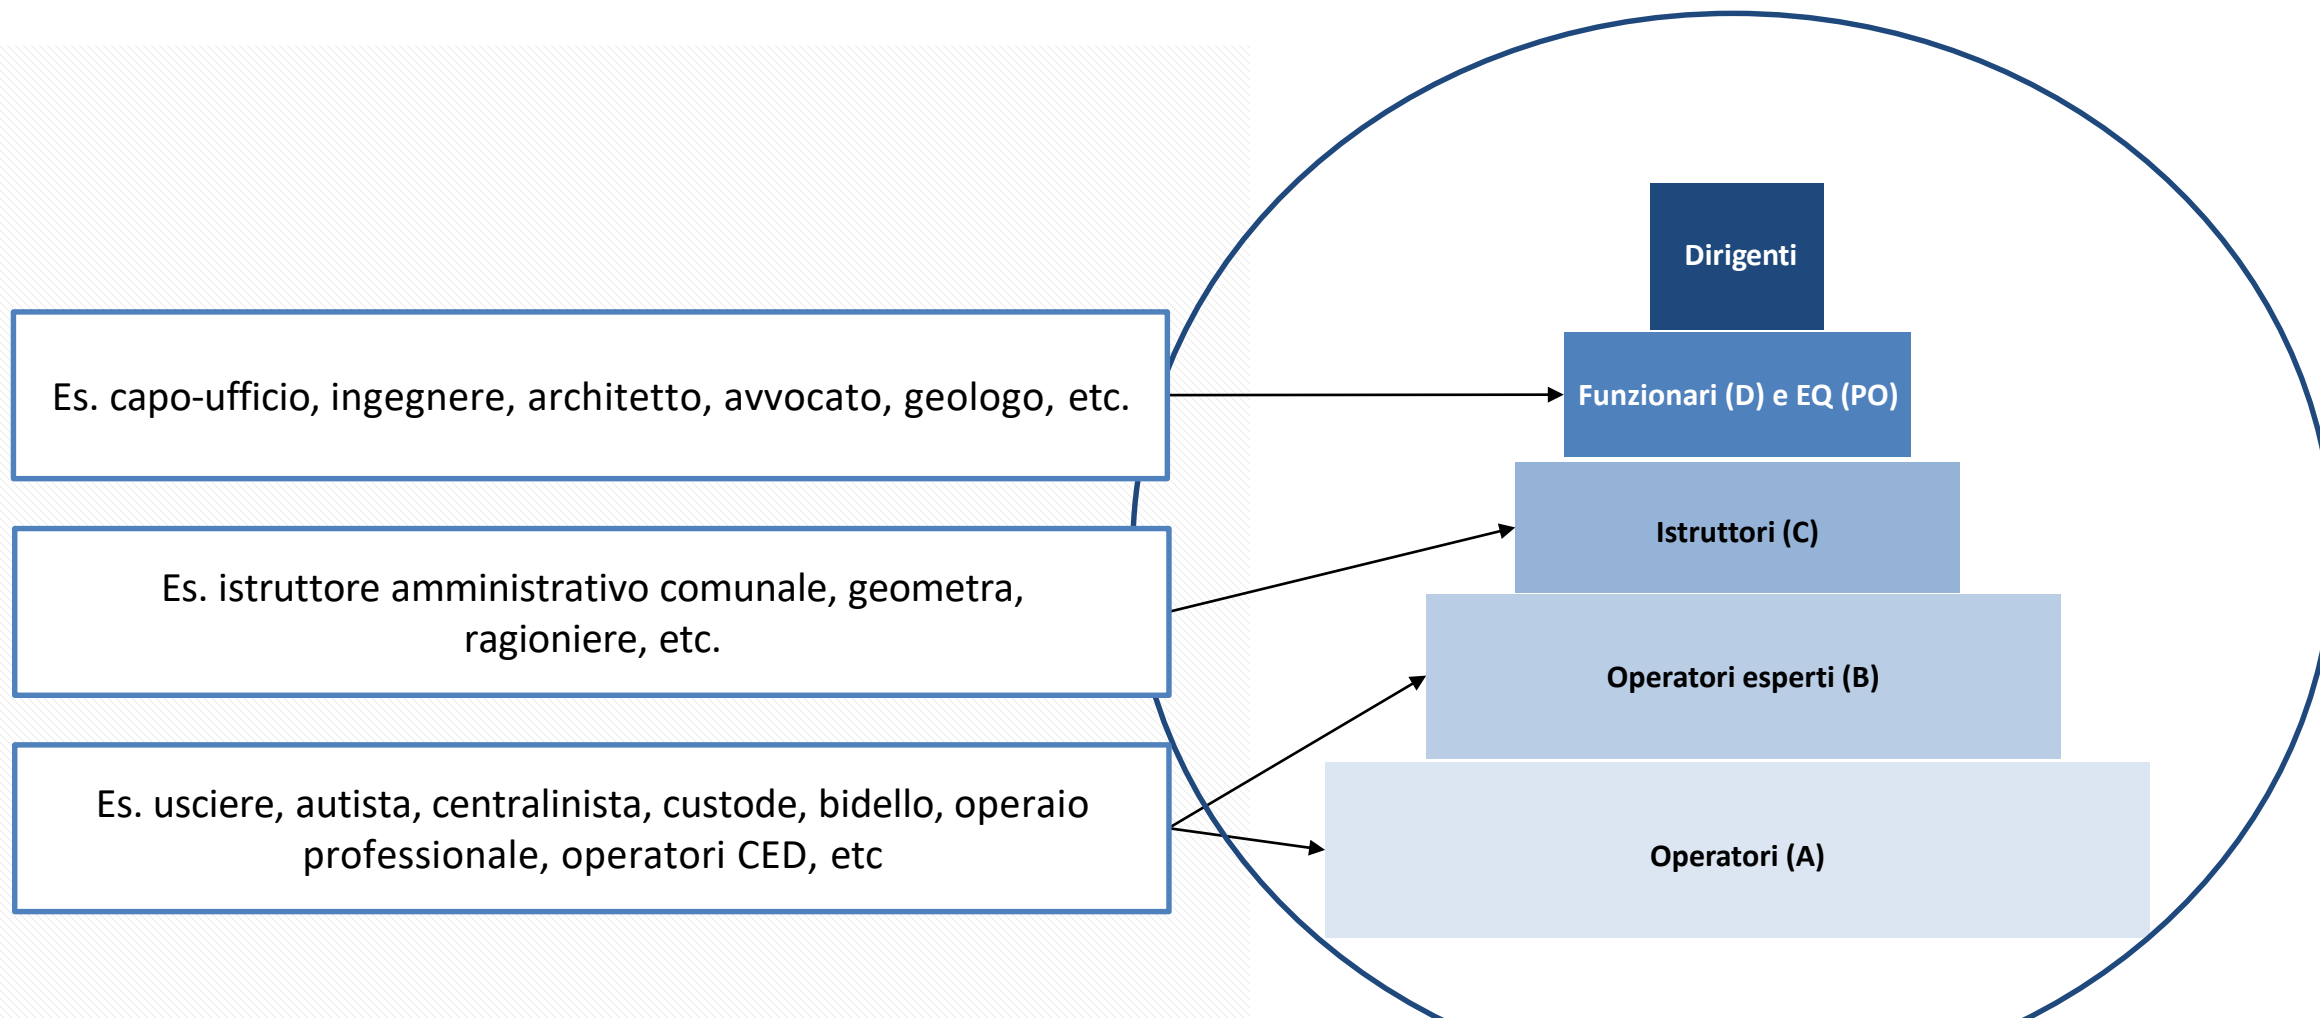 Dirigenti
Es. capo-ufficio, ingegnere, architetto, avvocato, geologo, etc.
Funzionari (D) e EQ (PO)
Es. istruttore amministrativo comunale, geometra,
ragioniere, etc.
Istruttori (C)
Operatori esperti (B)
Es. usciere, autista, centralinista, custode, bidello, operaio
professionale, operatori CED, etc
Operatori (A)